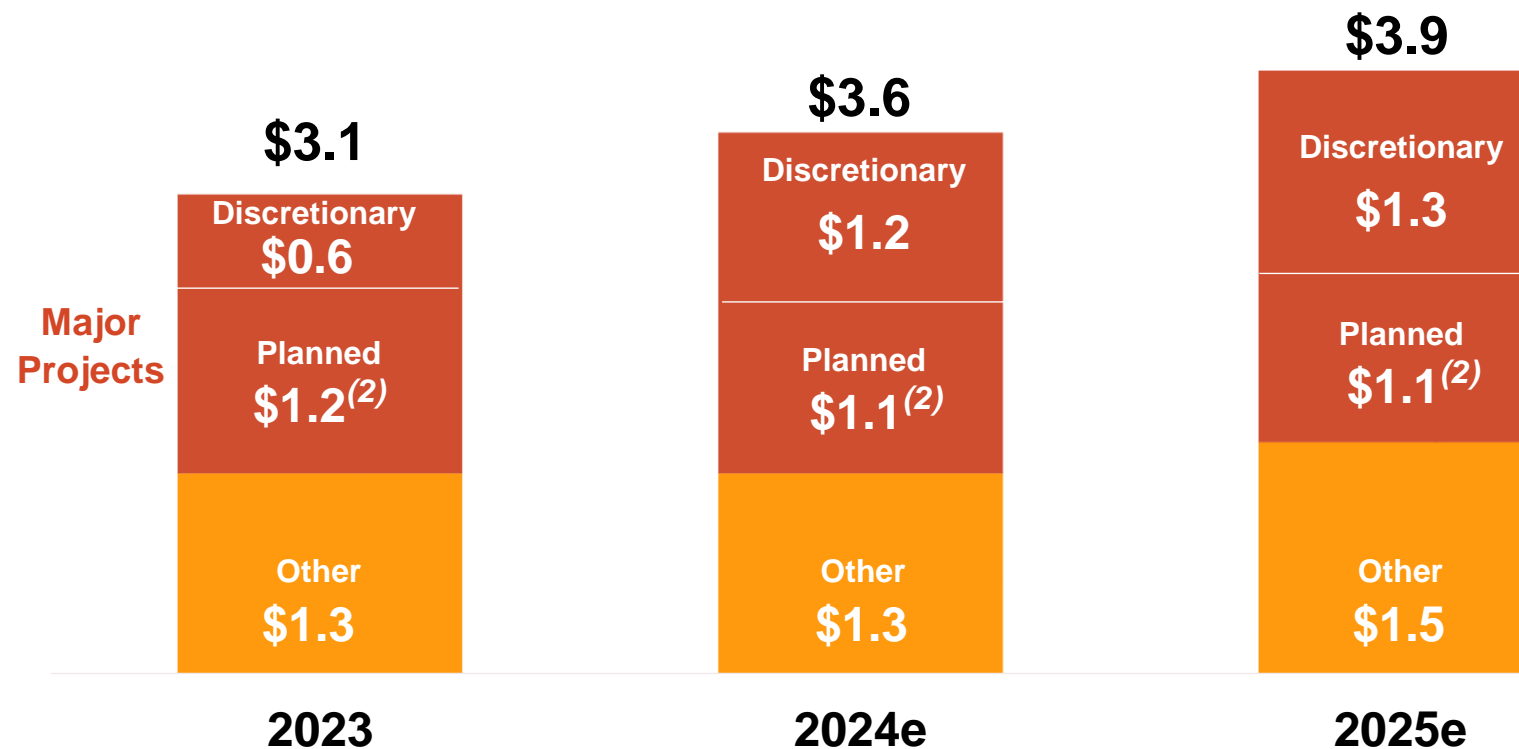 $3.1
$3.6
$3.9
Major
Projects
Discretionary
$0.6
Planned
$1.2(2)
Other
$1.3
2023
Discretionary
$1.2
Planned
$1.1(2)
Other
$1.3
2024e
Discretionary
$1.3
Planned
$1.1(2)
Other
$1.5
2025e